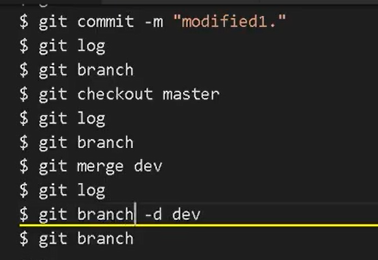 $ git commit -m "modified1."
$ git log
$ git branch
$ git checkout master
$ git log
$ git branch
$ git merge dev
$ git log
$ git branch -d dev
$ git branch